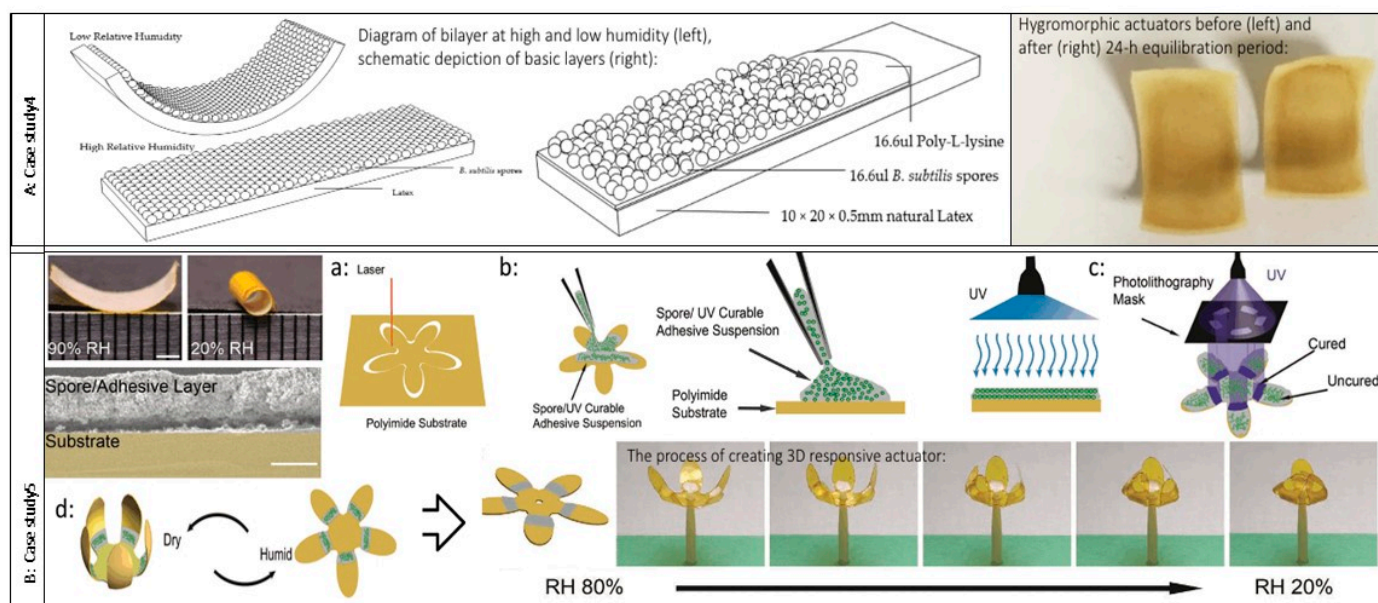 A: Case study4
Low Relative Humidity
High Relative Humidity
B. subtilis spores
Latex
Diagram of bilayer at high and low humidity (left),
schematic depiction of basic layers (right):
16.6ul Poly-L-lysine
16.6ul B. subtilis spores
10 × 20 × 0.5mm natural Latex
Hygromorphic actuators before (left) and
after (right) 24-h equilibration period:
B: Case study5
90% RH
20% RH
Spore/Adhesive Layer
Substrate
a:
Laser
Polyimide Substrate
b:
Spore/UV Curable
Adhesive Suspension
Spore/ UV Curable
Adhesive Suspension
Polyimide
Substrate
UV
c:
Photolithography
Mask
UV
Cured
Uncured
d:
Dry
Humid
The process of creating 3D responsive actuator:
RH 80%
RH 20%